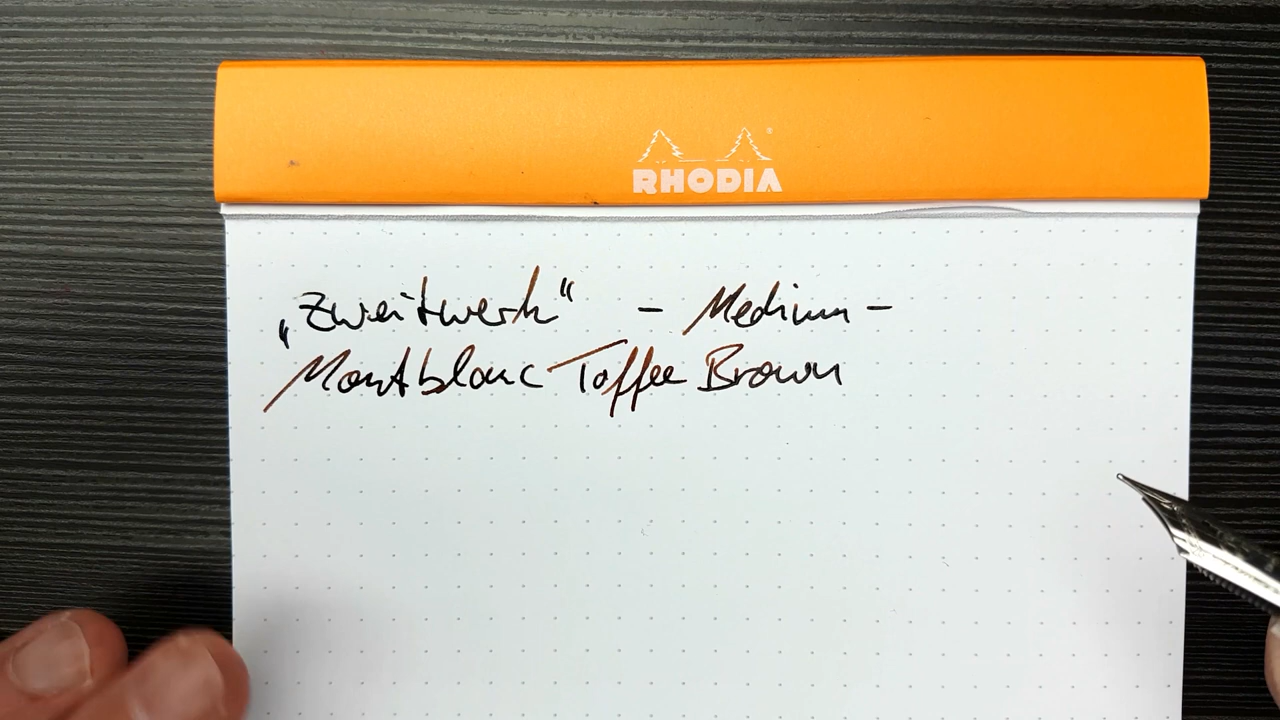 RHODIA
„Zweitwerk“ – Medium –
Montblanc Toffee Brown